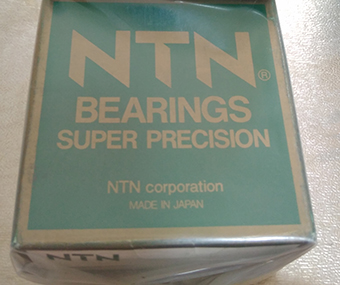 NTN®
BEARINGS
SUPER PRECISION
NTN corporation
MADE IN JAPAN
NTN